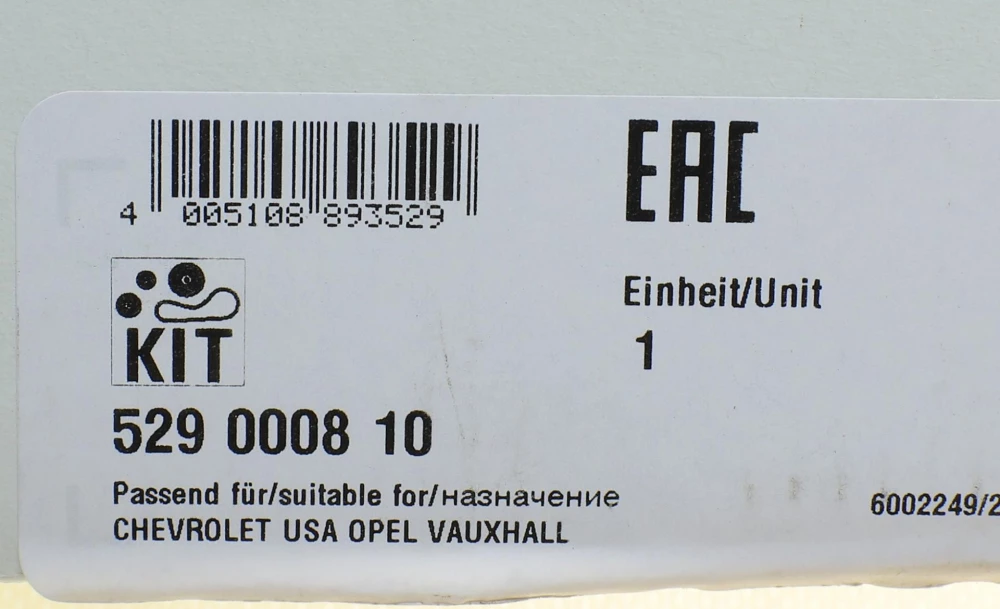 EAC
4 005108 893529
Einheit/Unit
1
KIT
529 0008 10
Passend für/suitable for/назначение
CHEVROLET USA OPEL VAUXHALL
6002249/2